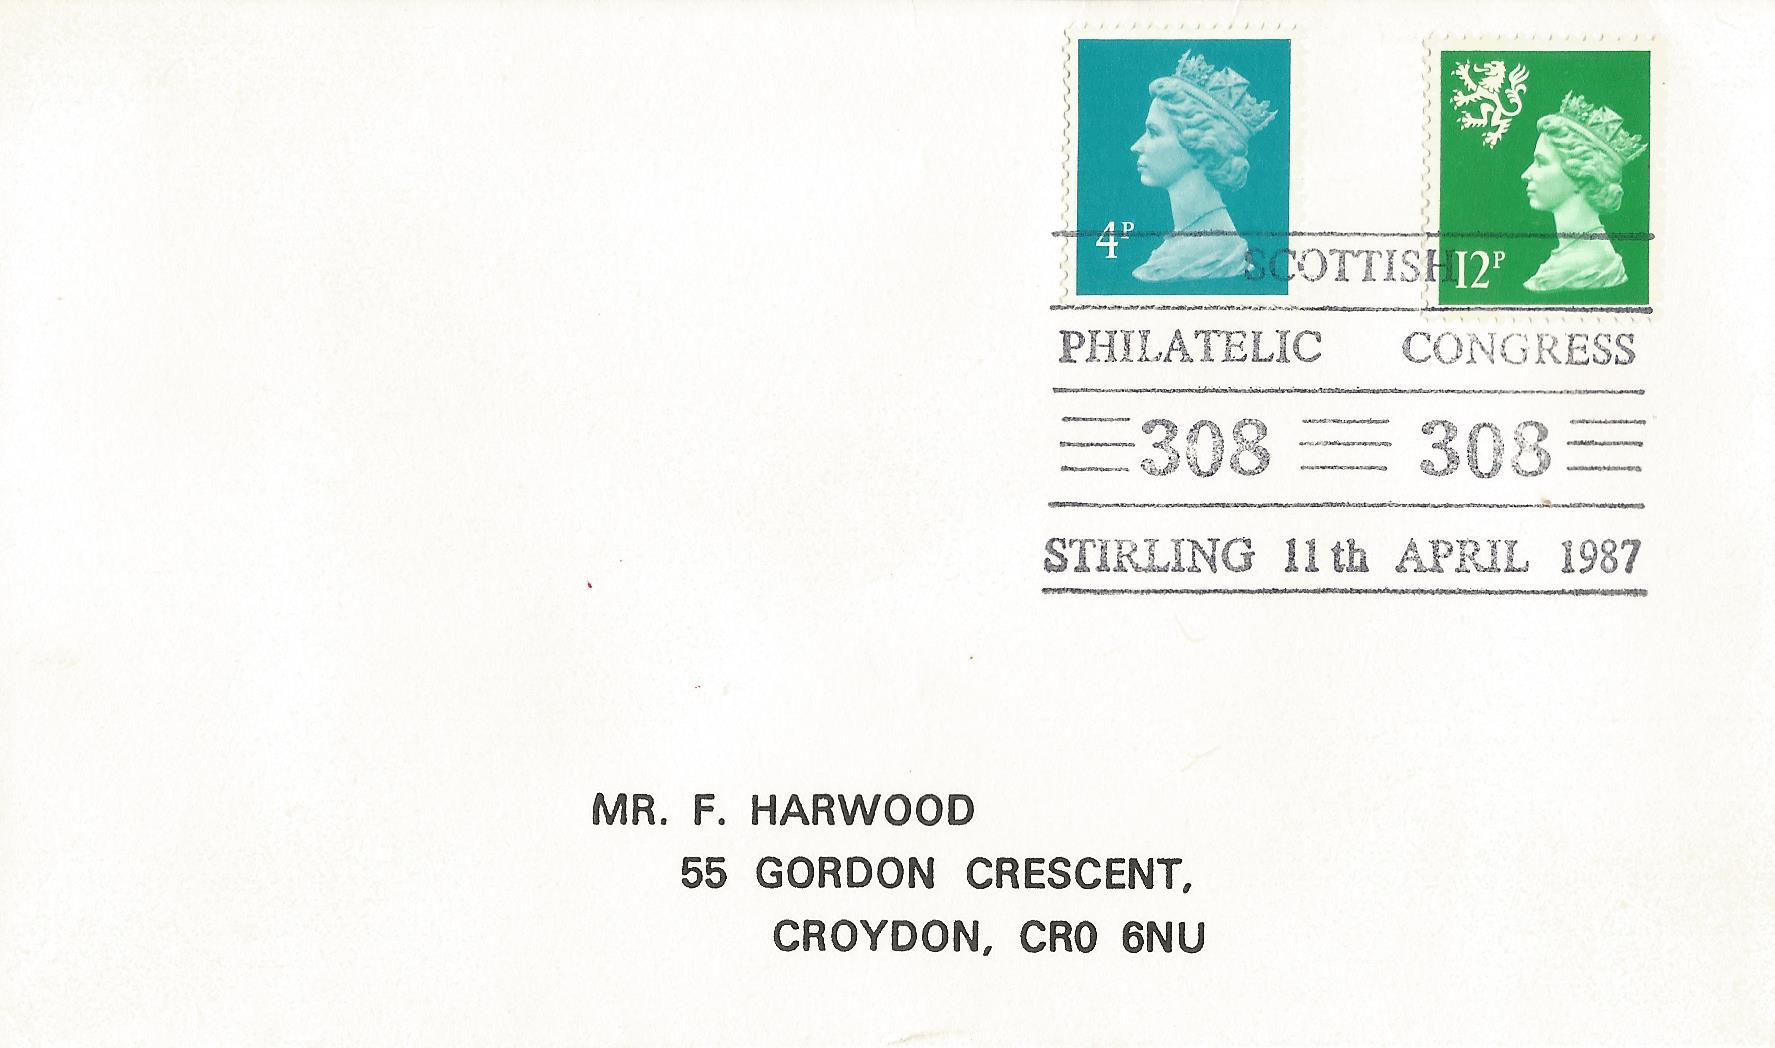 4P
12P
SCOTTISH
PHILATELIC CONGRESS
308 308
STIRLING 11th APRIL 1987
MR. F. HARWOOD
55 GORDON CRESCENT,
CROYDON, CR0 6NU